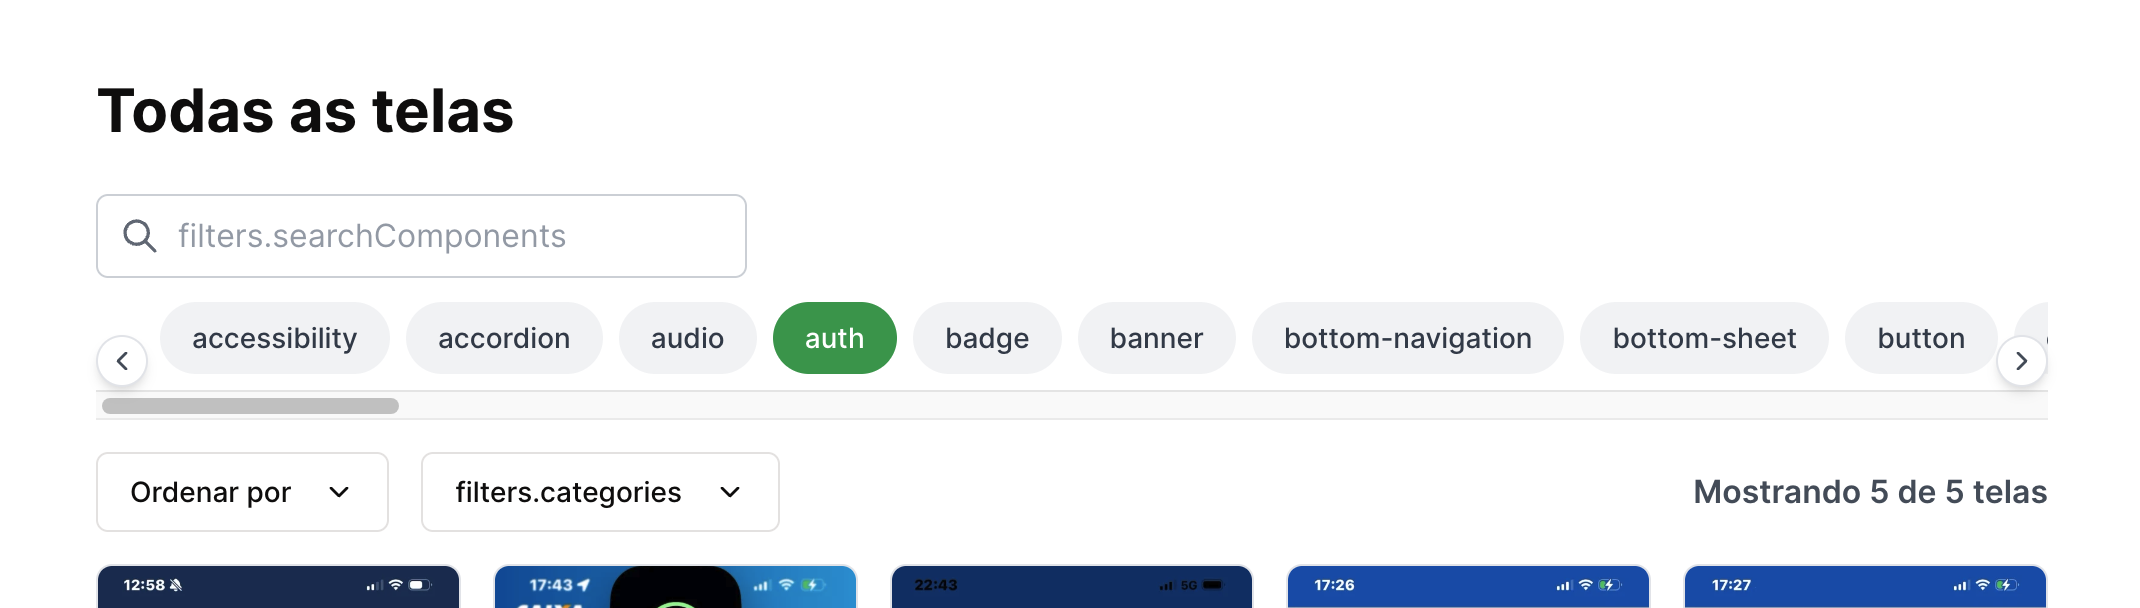 Todas as telas
filters.searchComponents
accessibility accordion audio auth badge banner bottom-navigation bottom-sheet button
Ordenar por filters.categories Mostrando 5 de 5 telas
12:58 17:43 22:43 5G 17:26 17:27